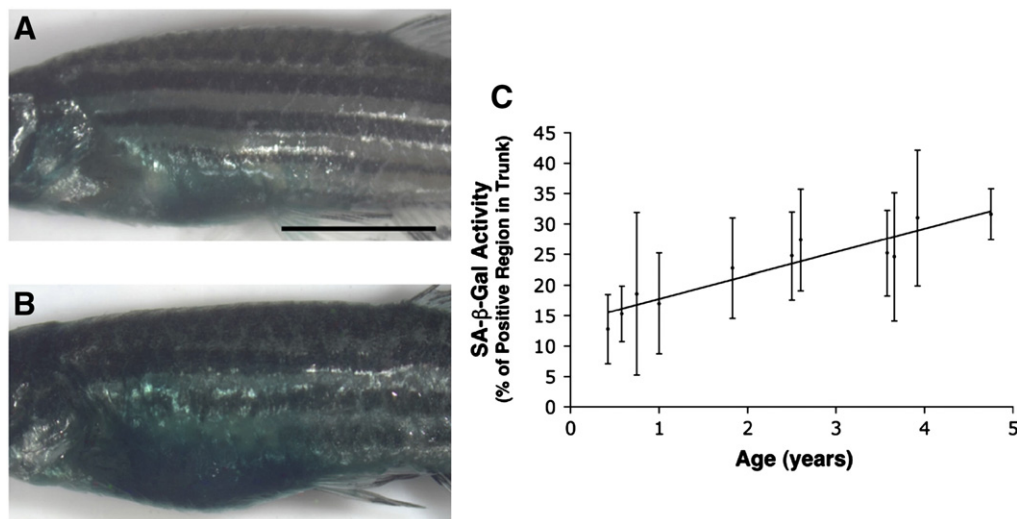 A
B
C
SA-β-Gal Activity
(% of Positive Region in Trunk)
45
40
35
30
25
20
15
10
5
0
0 1 2 3 4 5
Age (years)